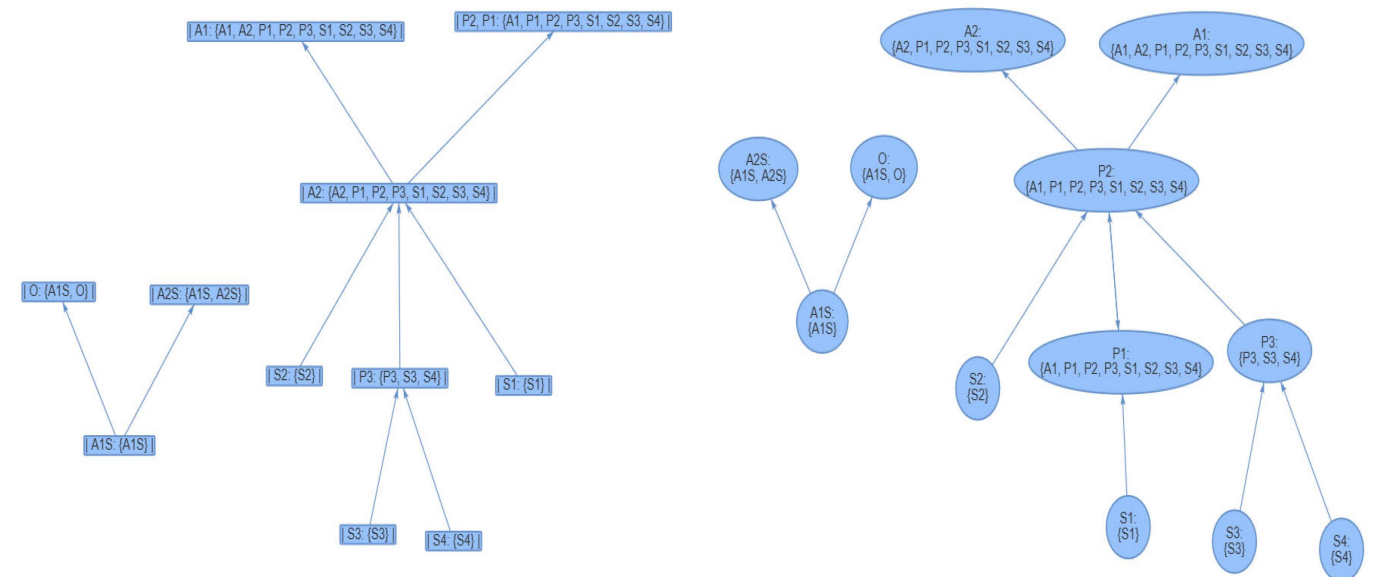 | A1: {A1, A2, P1, P2, P3, S1, S2, S3, S4} |
| P2, P1: {A1, P1, P2, P3, S1, S2, S3, S4} |
| A2: {A2, P1, P2, P3, S1, S2, S3, S4} |
| O: {A1S, O} |
| A2S: {A1S, A2S} |
| S2: {S2} |
| P3: {P3, S3, S4} |
| S1: {S1} |
| A1S: {A1S} |
| S3: {S3} |
| S4: {S4} |
A2:
{A2, P1, P2, P3, S1, S2, S3, S4}
A1:
{A1, A2, P1, P2, P3, S1, S2, S3, S4}
A2S:
{A1S, A2S}
O:
{A1S, O}
P2:
{A1, P1, P2, P3, S1, S2, S3, S4}
A1S:
{A1S}
P1:
{A1, P1, P2, P3, S1, S2, S3, S4}
P3:
{P3, S3, S4}
S2:
{S2}
S1:
{S1}
S3:
{S3}
S4:
{S4}